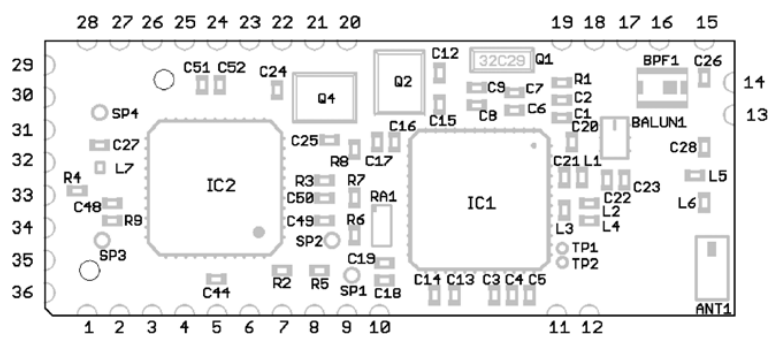 28 27 26 25 24 23 22 21 20 19 18 17 16 15
C51 C52 C12 32C29 Q1 BPF1 C26
29 C24 Q4 Q2 C9 C7 R1 14
30 C2
SP4 C15 C8 C6 C1 13
31 C25 C16 C20 BALUN1
C27 R8 C17 C28
32 L7 C21 L1
R4 IC2 R3 R7 RA1 IC1 L5
33 C48 C50 C22 C23
R9 C49 R6 L2 L6
34 SP2 L3 L4
SP3 C19 TP1
35 TP2
R2 R5 SP1 C14 C13 C3 C4 C5
36 C44 C18 ANT1
1 2 3 4 5 6 7 8 9 10 11 12